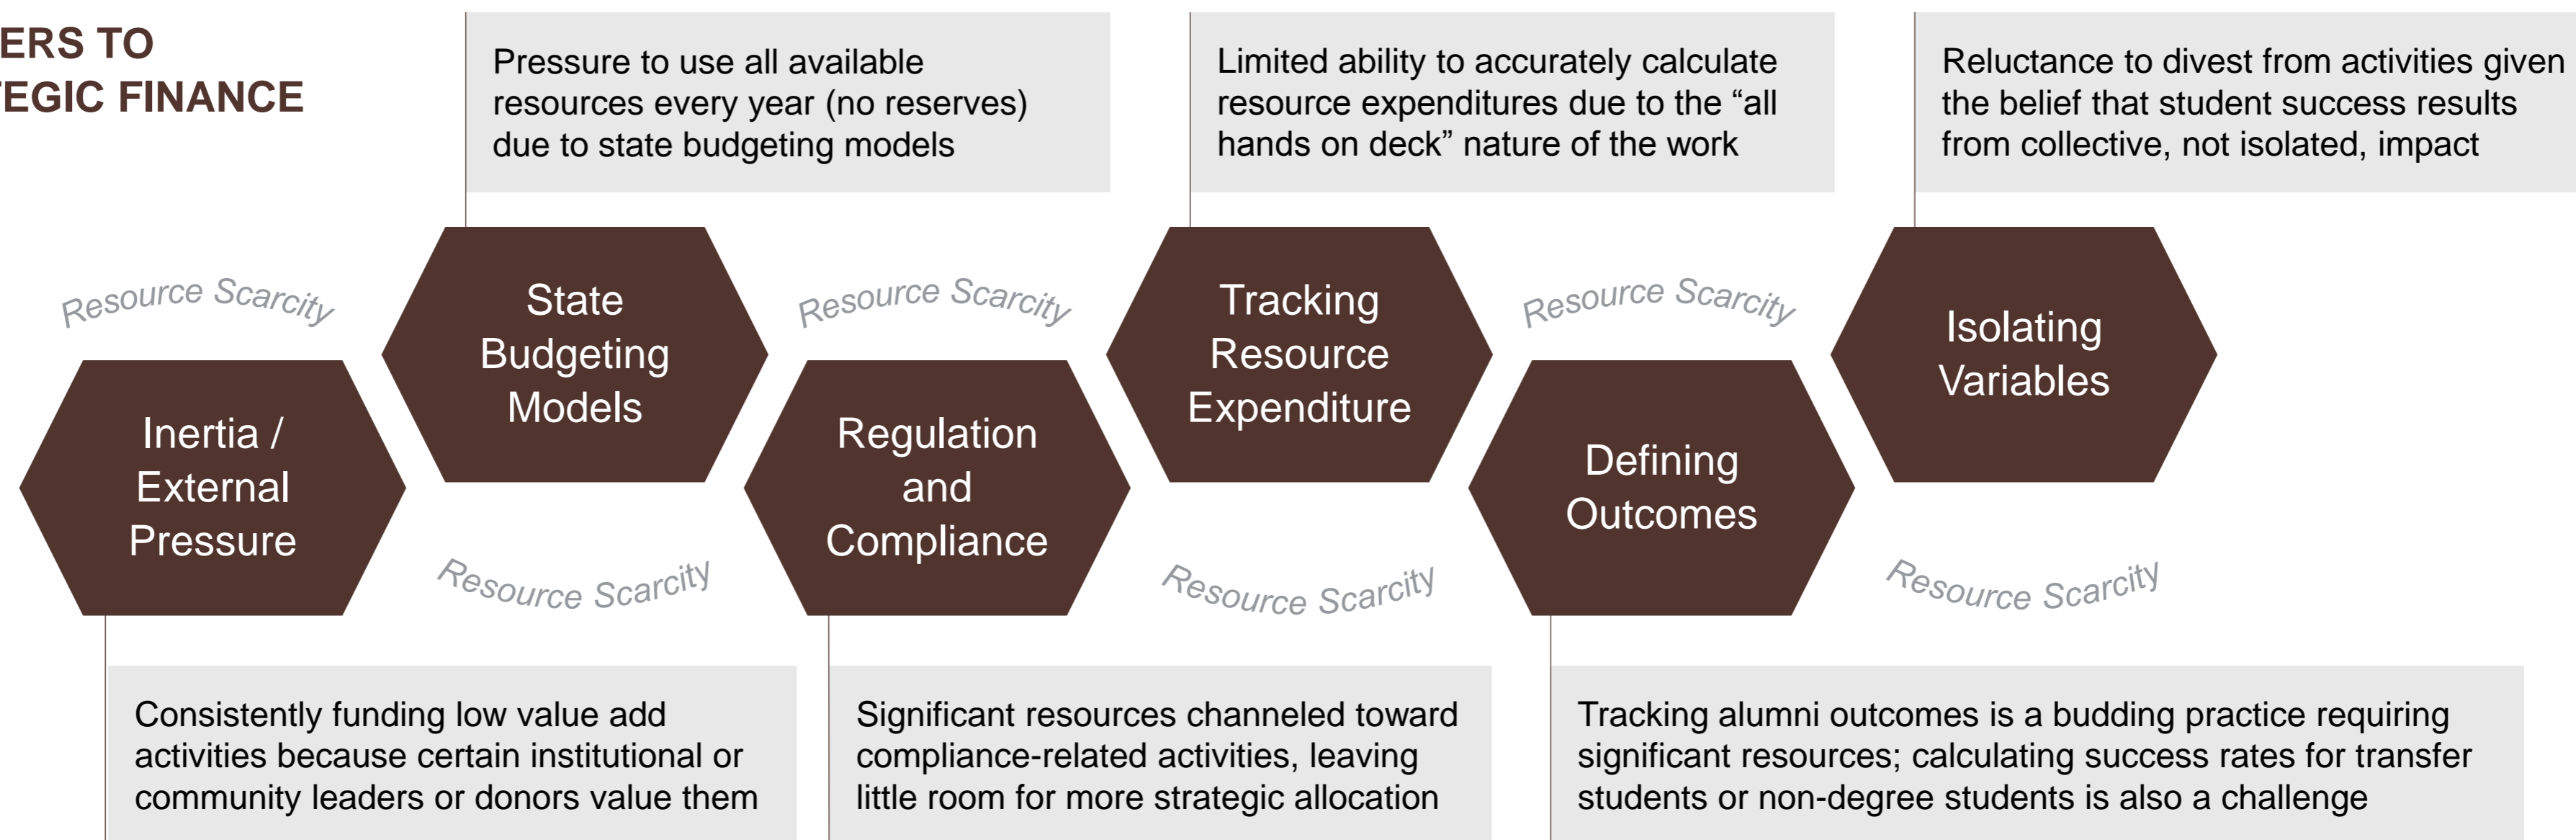 ERS TO
TEGIC FINANCE
Pressure to use all available
resources every year (no reserves)
due to state budgeting models
Limited ability to accurately calculate
resource expenditures due to the “all
hands on deck” nature of the work
Reluctance to divest from activities given
the belief that student success results
from collective, not isolated, impact
Resource Scarcity
Inertia /
External
Pressure
State
Budgeting
Models
Resource Scarcity
Resource Scarcity
Regulation
and
Compliance
Tracking
Resource
Expenditure
Resource Scarcity
Resource Scarcity
Defining
Outcomes
Isolating
Variables
Resource Scarcity
Consistently funding low value add
activities because certain institutional or
community leaders or donors value them
Significant resources channeled toward
compliance-related activities, leaving
little room for more strategic allocation
Tracking alumni outcomes is a budding practice requiring
significant resources; calculating success rates for transfer
students or non-degree students is also a challenge